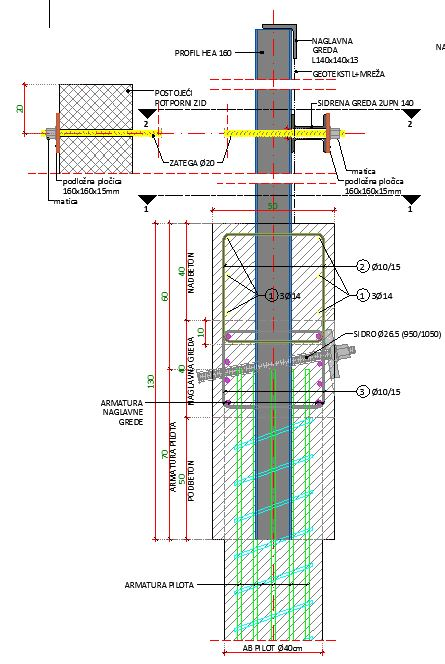 NAGLAVNA
GREDA
L140x140x13
PROFIL HEA 160
GEOTEKSTIL+MREŽA
POSTOJEĆI
POTPORNI ZID
SIDRENA GREDA 2UPN 140
20
2
2
ZATEGA Ø20
matica
podložna pločica
160x160x15mm
podložna pločica
160x160x15mm
matica
1
1
50
40
NADBETON
2 Ø10/15
60
1 3Ø14
1 3Ø14
10
SIDRO Ø26.5 (950/1050)
40
NAGLAVNA GREDA
130
3 Ø10/15
ARMATURA
NAGLAVNE
GREDE
70
ARMATURA PILOTA
50
PODBETON
ARMATURA PILOTA
AB PILOT Ø40cm
NA